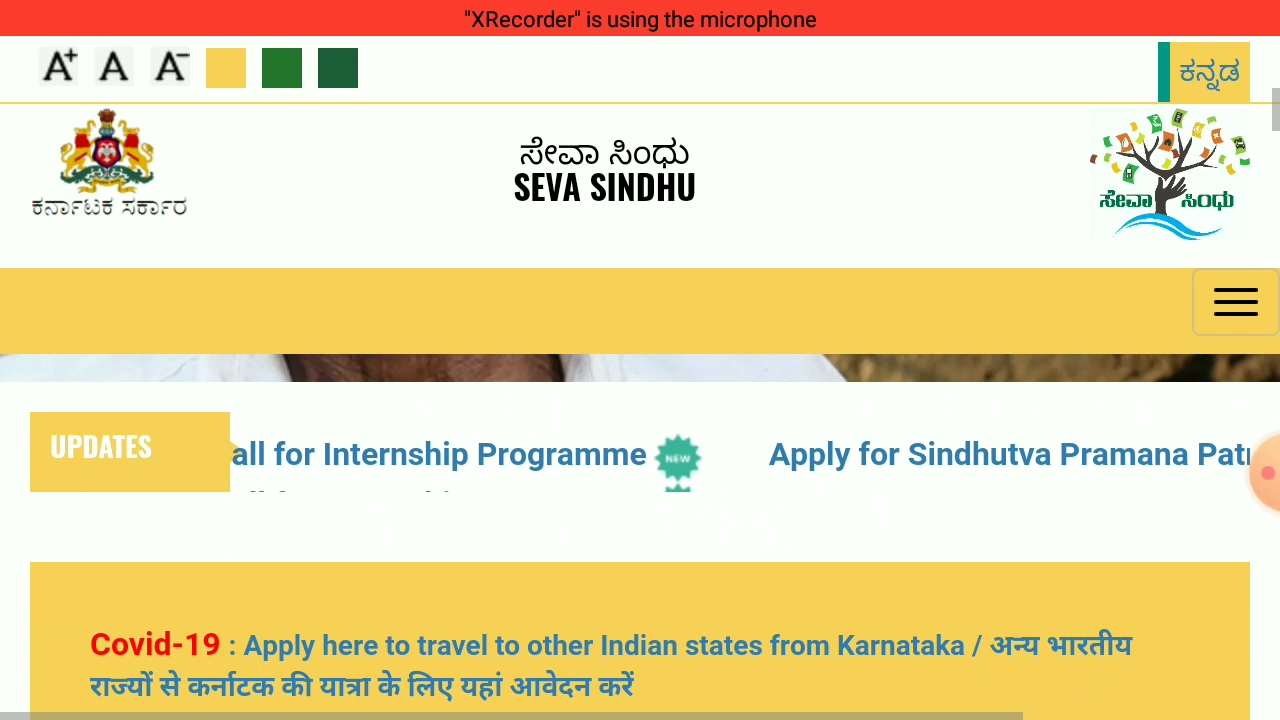 "XRecorder" is using the microphone
A+ A A−
ಕನ್ನಡ
ಕರ್ನಾಟಕ ಸರ್ಕಾರ
ಸೇವಾ ಸಿಂಧು
SEVA SINDHU
ಸೇವಾ ಸಿಂಧು
UPDATES
all for Internship Programme NEW Apply for Sindhutva Pramana Patr
Covid-19 : Apply here to travel to other Indian states from Karnataka / अन्य भारतीय
राज्यों से कर्नाटक की यात्रा के लिए यहां आवेदन करें